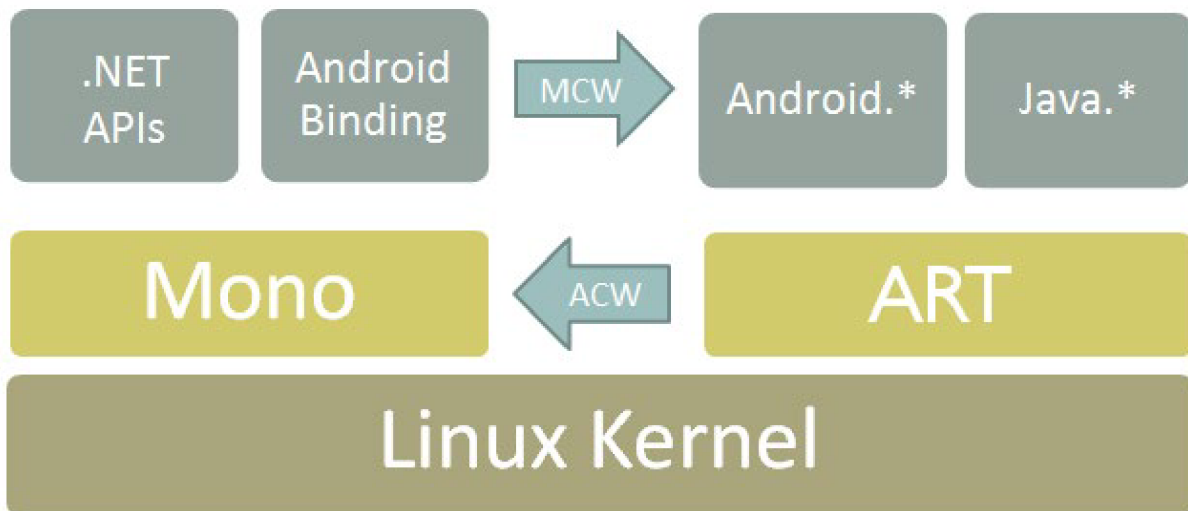 .NET
APIs
Android
Binding
MCW
Android.*
Java.*
Mono
ACW
ART
Linux Kernel